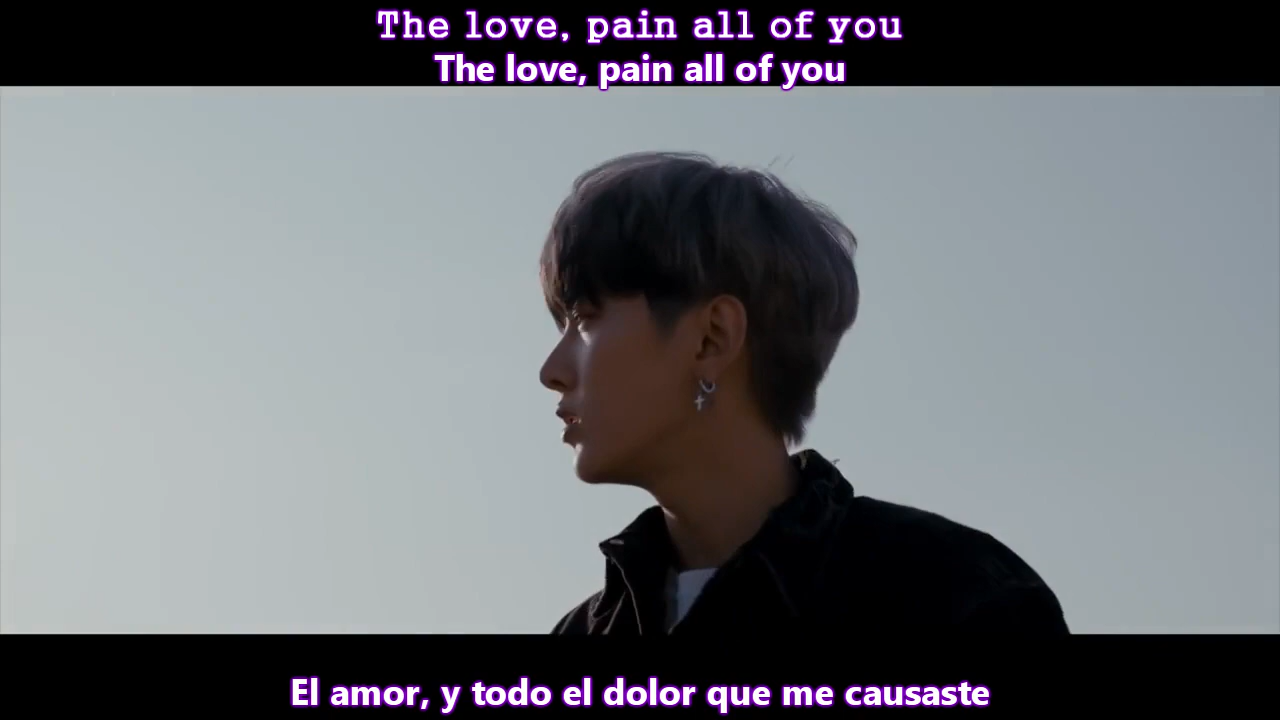 The love, pain all of you
The love, pain all of you
El amor, y todo el dolor que me causaste